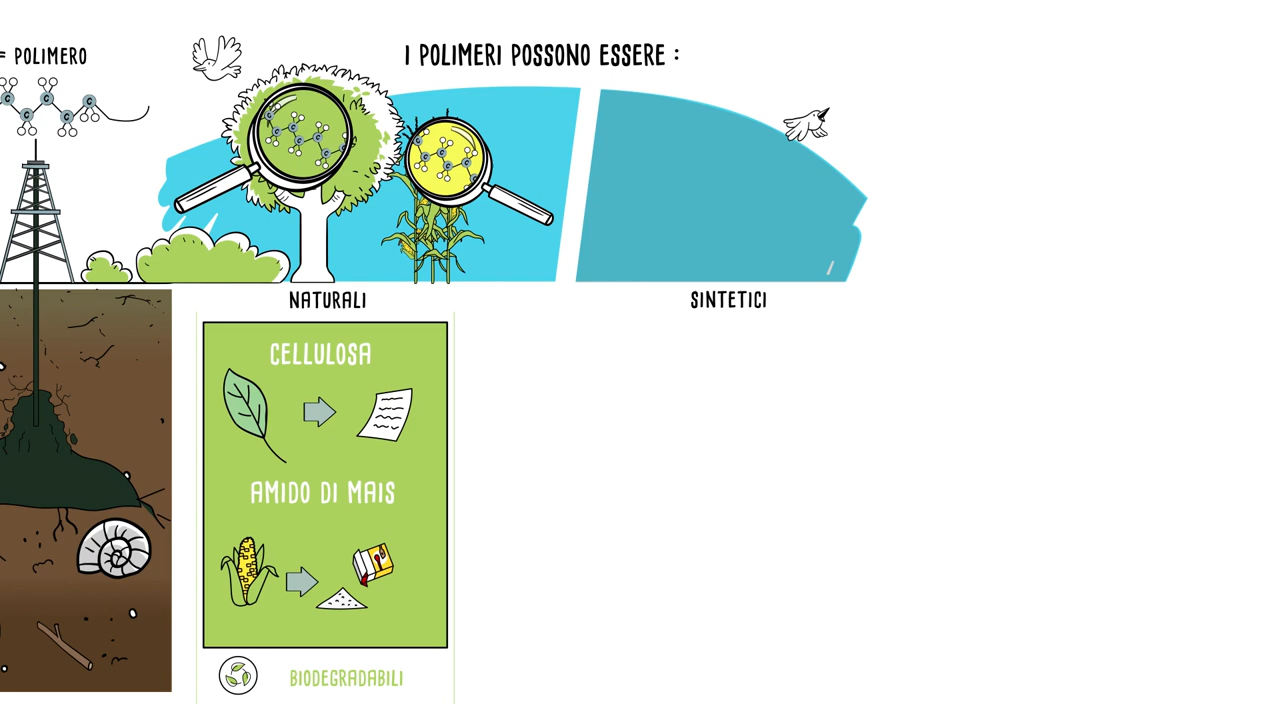 = POLIMERO
I POLIMERI POSSONO ESSERE :
C C C C C
NATURALI
SINTETICI
CELLULOSA
AMIDO DI MAIS
BIODEGRADABILI